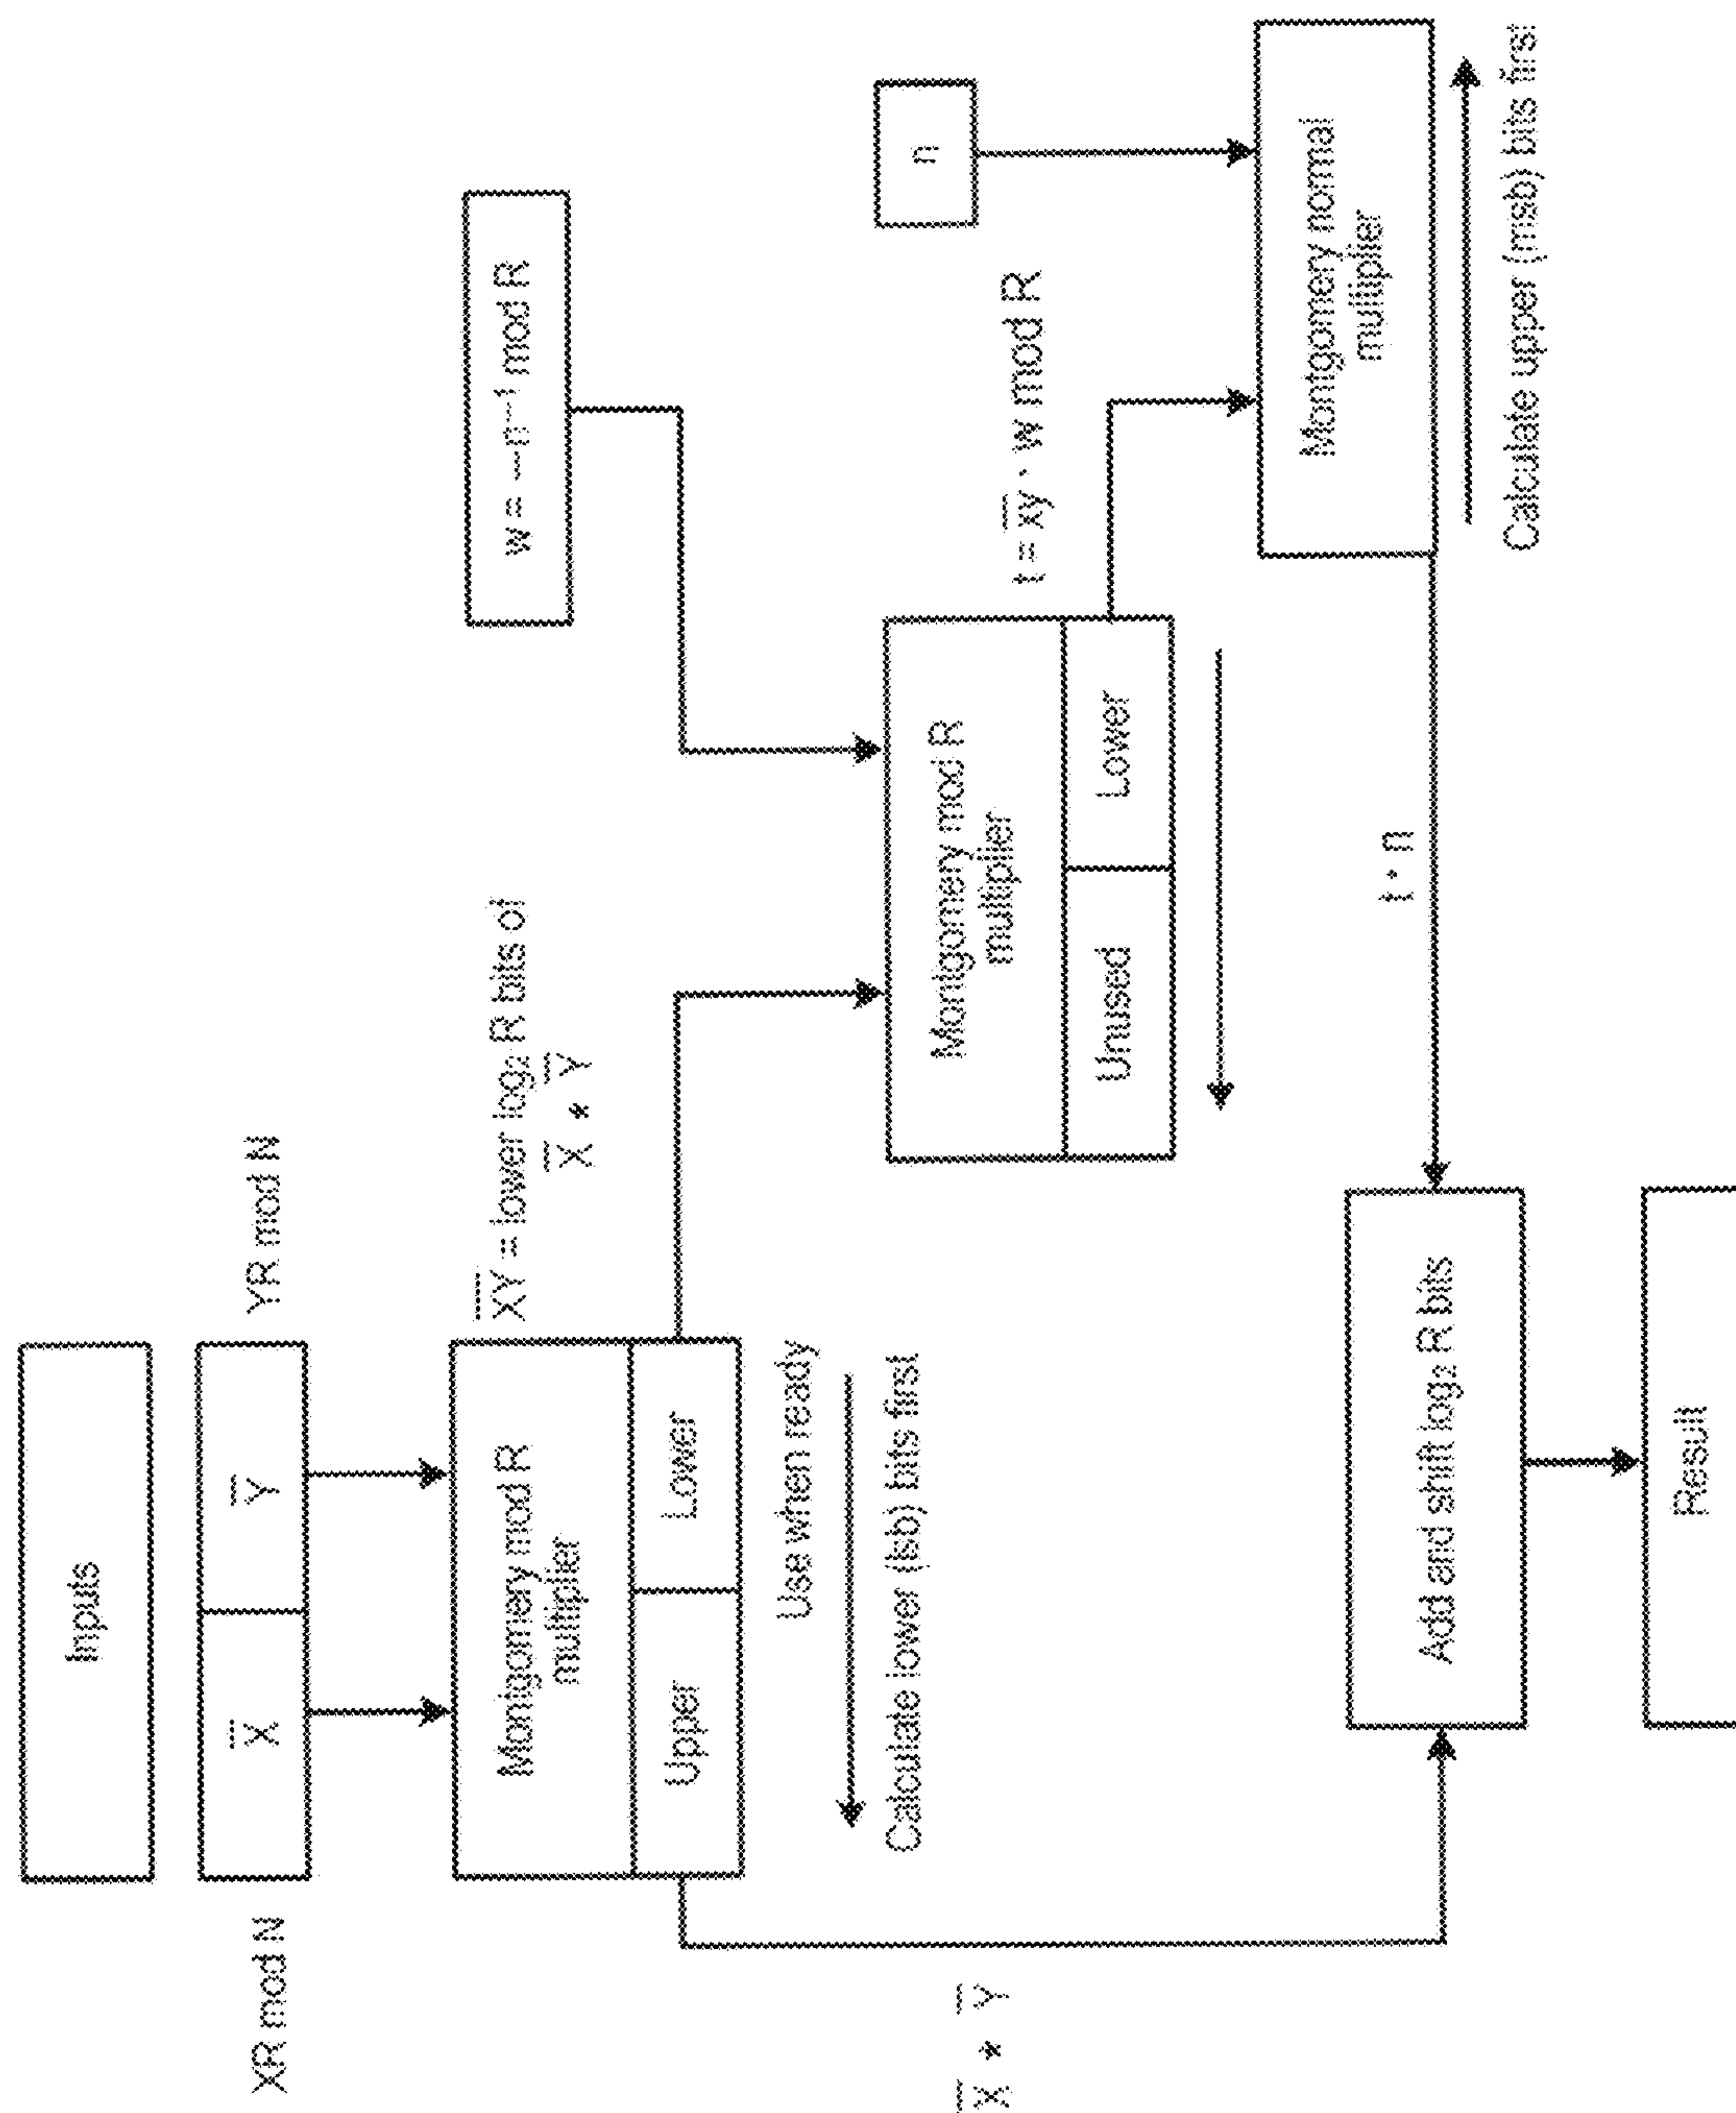 Inputs
XR mod N
X̅
Y̅
YR mod N
Montgomery mod R
multiplier
Upper
Lower
X̅Y̅ = lower log₂ R bits of
X̅ * Y̅
Use when ready
Calculate lower (lsb) bits first
w = –n⁻¹ mod R
Montgomery mod R
multiplier
Unused
Lower
t = x̅y̅ · w mod R
n
Montgomery normal
multiplier
Calculate upper (msb) bits first
t · n
X̅ * Y̅
Add and shift log₂ R bits
Result